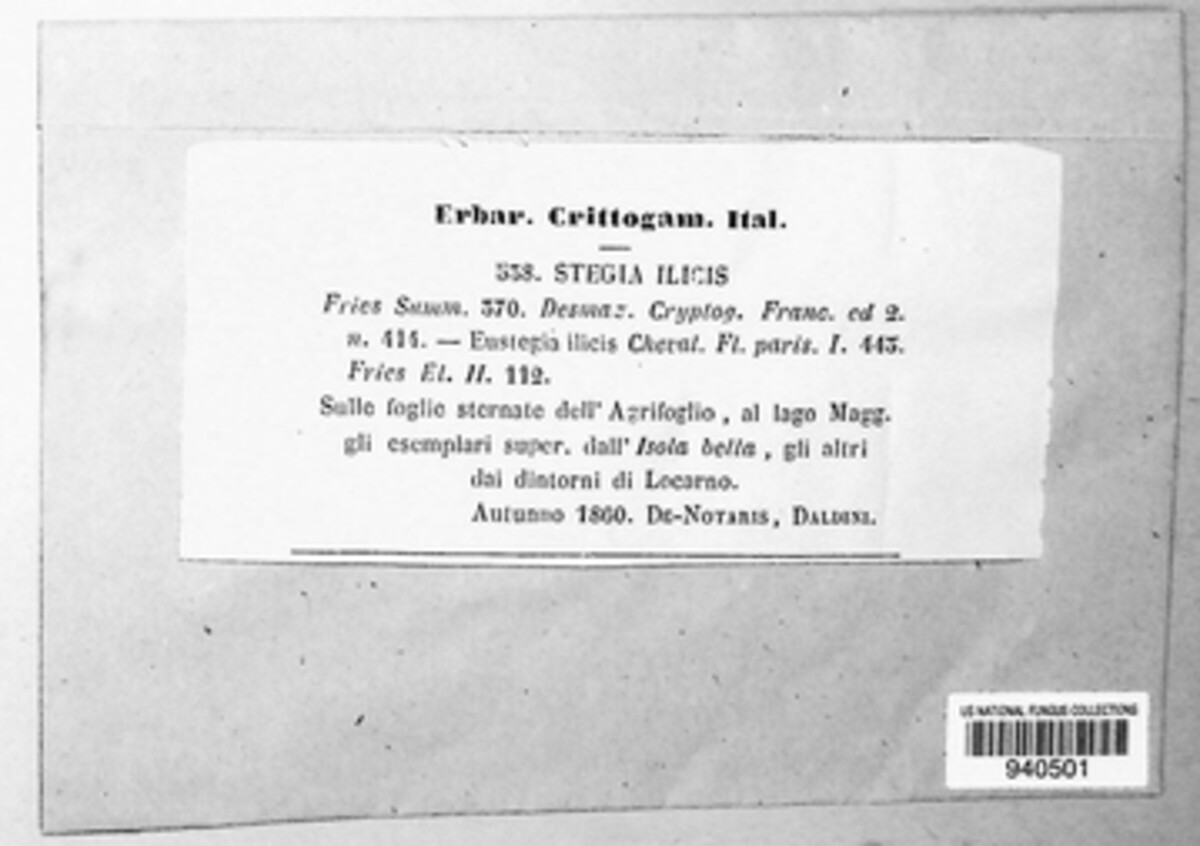 Erbar. Crittogam. Ital.
338. STEGIA ILICIS
Fries Summ. 370. Desmaz. Cryptog. Franc. ed 2.
n. 414. — Eustegia ilicis Cheval. Fl. paris. I. 443.
Fries El. II. 112.
Sulle foglie sternate dell' Agrifoglio, al lago Magg.
gli esemplari super. dall' Isola bella, gli altri
dai dintorni di Locarno.
Autunno 1860. DE-NOTARIS, DALDINI.
US NATIONAL FUNGUS COLLECTIONS
940501